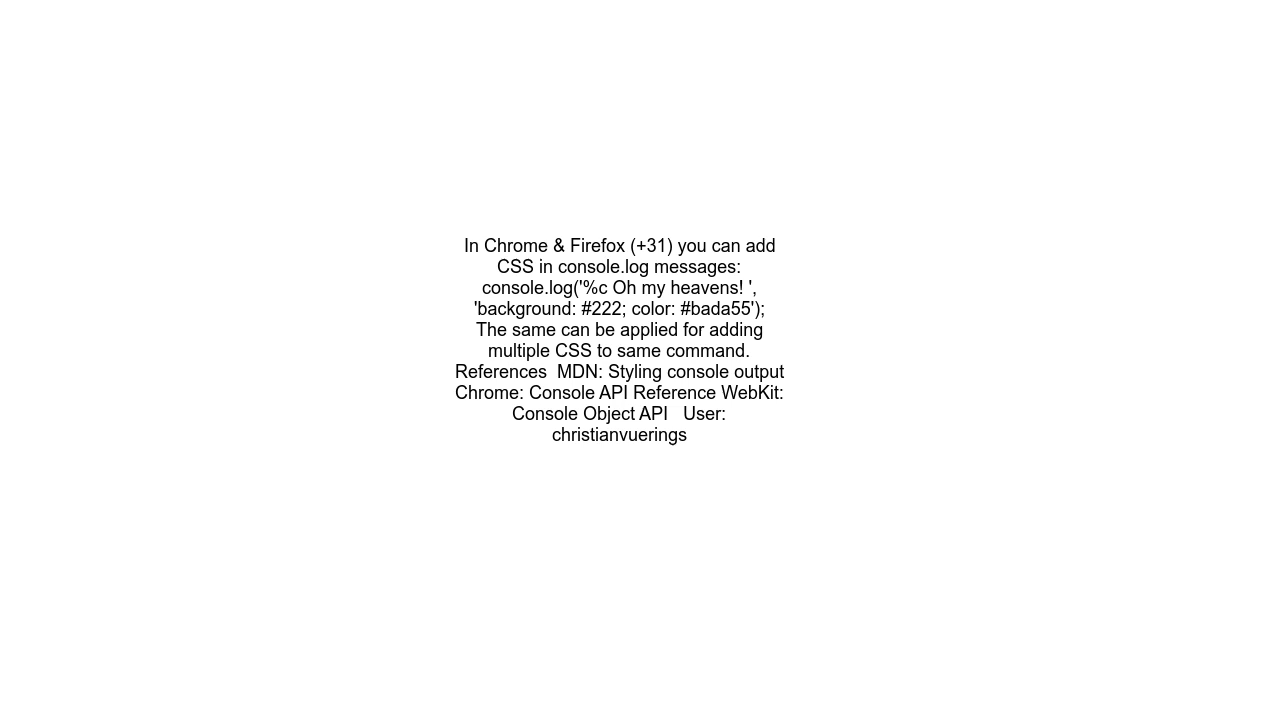 In Chrome & Firefox (+31) you can add
CSS in console.log messages:
console.log('%c Oh my heavens! ',
'background: #222; color: #bada55');
The same can be applied for adding
multiple CSS to same command.
References  MDN: Styling console output
Chrome: Console API Reference WebKit:
Console Object API   User:
christianvuerings